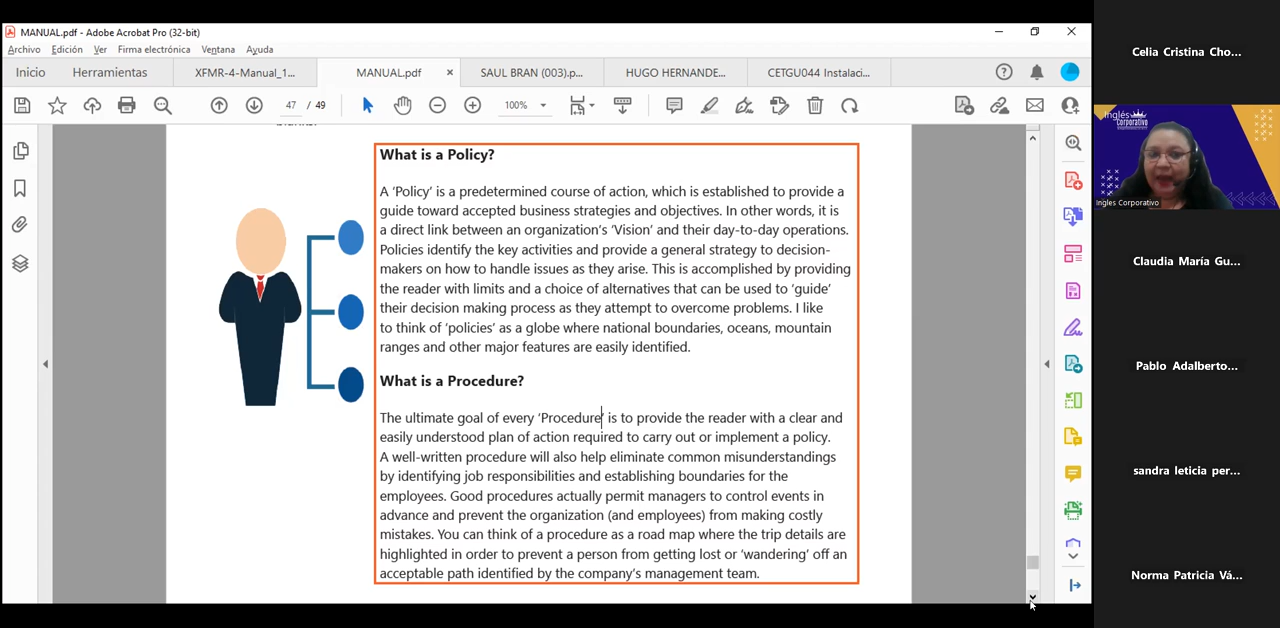 MANUAL.pdf - Adobe Acrobat Pro (32-bit)
Archivo Edición Ver Firma electrónica Ventana Ayuda
Inicio Herramientas XFMR-4-Manual_1... MANUAL.pdf × SAUL BRAN (003).p... HUGO HERNANDE... CETGU044 Instalaci...
47 / 49 100%
What is a Policy?
A ‘Policy’ is a predetermined course of action, which is established to provide a
guide toward accepted business strategies and objectives. In other words, it is
a direct link between an organization’s ‘Vision’ and their day-to-day operations.
Policies identify the key activities and provide a general strategy to decision-
makers on how to handle issues as they arise. This is accomplished by providing
the reader with limits and a choice of alternatives that can be used to ‘guide’
their decision making process as they attempt to overcome problems. I like
to think of ‘policies’ as a globe where national boundaries, oceans, mountain
ranges and other major features are easily identified.
What is a Procedure?
The ultimate goal of every ‘Procedure’ is to provide the reader with a clear and
easily understood plan of action required to carry out or implement a policy.
A well-written procedure will also help eliminate common misunderstandings
by identifying job responsibilities and establishing boundaries for the
employees. Good procedures actually permit managers to control events in
advance and prevent the organization (and employees) from making costly
mistakes. You can think of a procedure as a road map where the trip details are
highlighted in order to prevent a person from getting lost or ‘wandering’ off an
acceptable path identified by the company’s management team.
Celia Cristina Cho...
Inglés
Corporativo
Ingles Corporativo
Claudia María Gu...
Pablo Adalberto...
sandra leticia per...
Norma Patricia Vá...